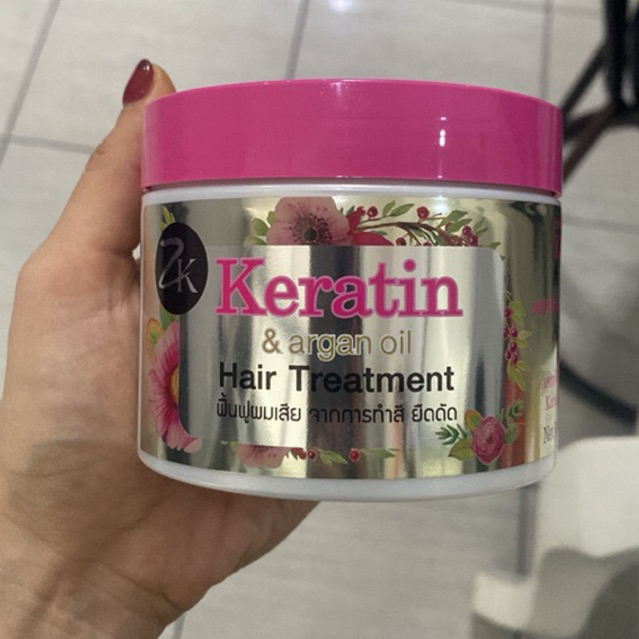 ZK
Keratin
& argan oil
Hair Treatment
ฟื้นฟูผมเสีย จากการทำสี ยืดดัด